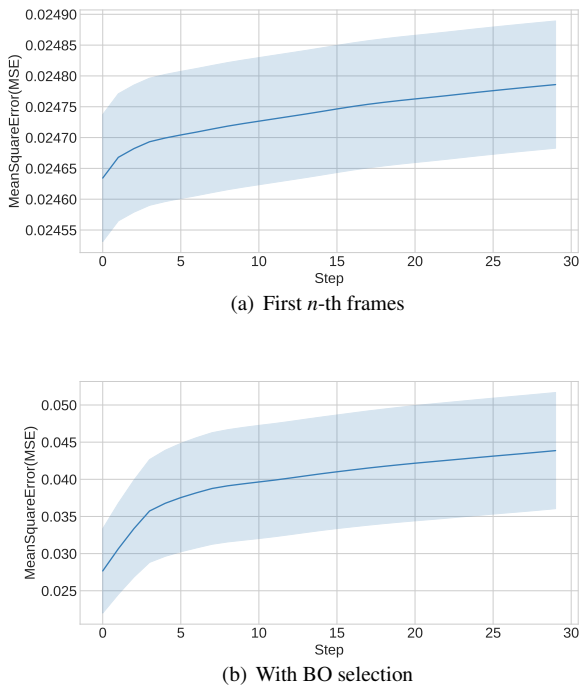 0.02490
0.02485
0.02480
0.02475
0.02470
0.02465
0.02460
0.02455
MeanSquareError(MSE)
0 5 10 15 20 25 30
Step
(a) First n-th frames
0.050
0.045
0.040
0.035
0.030
0.025
MeanSquareError(MSE)
0 5 10 15 20 25 30
Step
(b) With BO selection